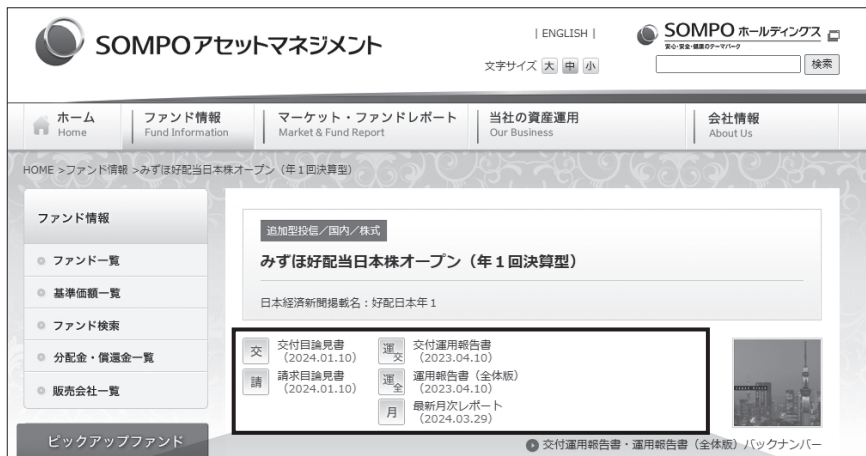 SOMPOアセットマネジメント
| ENGLISH |
SOMPO ホールディングス
安心・安全・健康のテーマパーク
文字サイズ 大 中 小
検索
ホーム
Home
ファンド情報
Fund Information
マーケット・ファンドレポート
Market & Fund Report
当社の資産運用
Our Business
会社情報
About Us
HOME >ファンド情報 >みずほ好配当日本株オープン（年１回決算型）
ファンド情報
ファンド一覧
基準価額一覧
ファンド検索
分配金・償還金一覧
販売会社一覧
ピックアップファンド
追加型投信／国内／株式
みずほ好配当日本株オープン（年１回決算型）
日本経済新聞掲載名：好配日本年１
交 交付目論見書
（2024.01.10）
請 請求目論見書
（2024.01.10）
運交 交付運用報告書
（2023.04.10）
運全 運用報告書（全体版）
（2023.04.10）
月 最新月次レポート
（2024.03.29）
交付運用報告書・運用報告書（全体版）バックナンバー